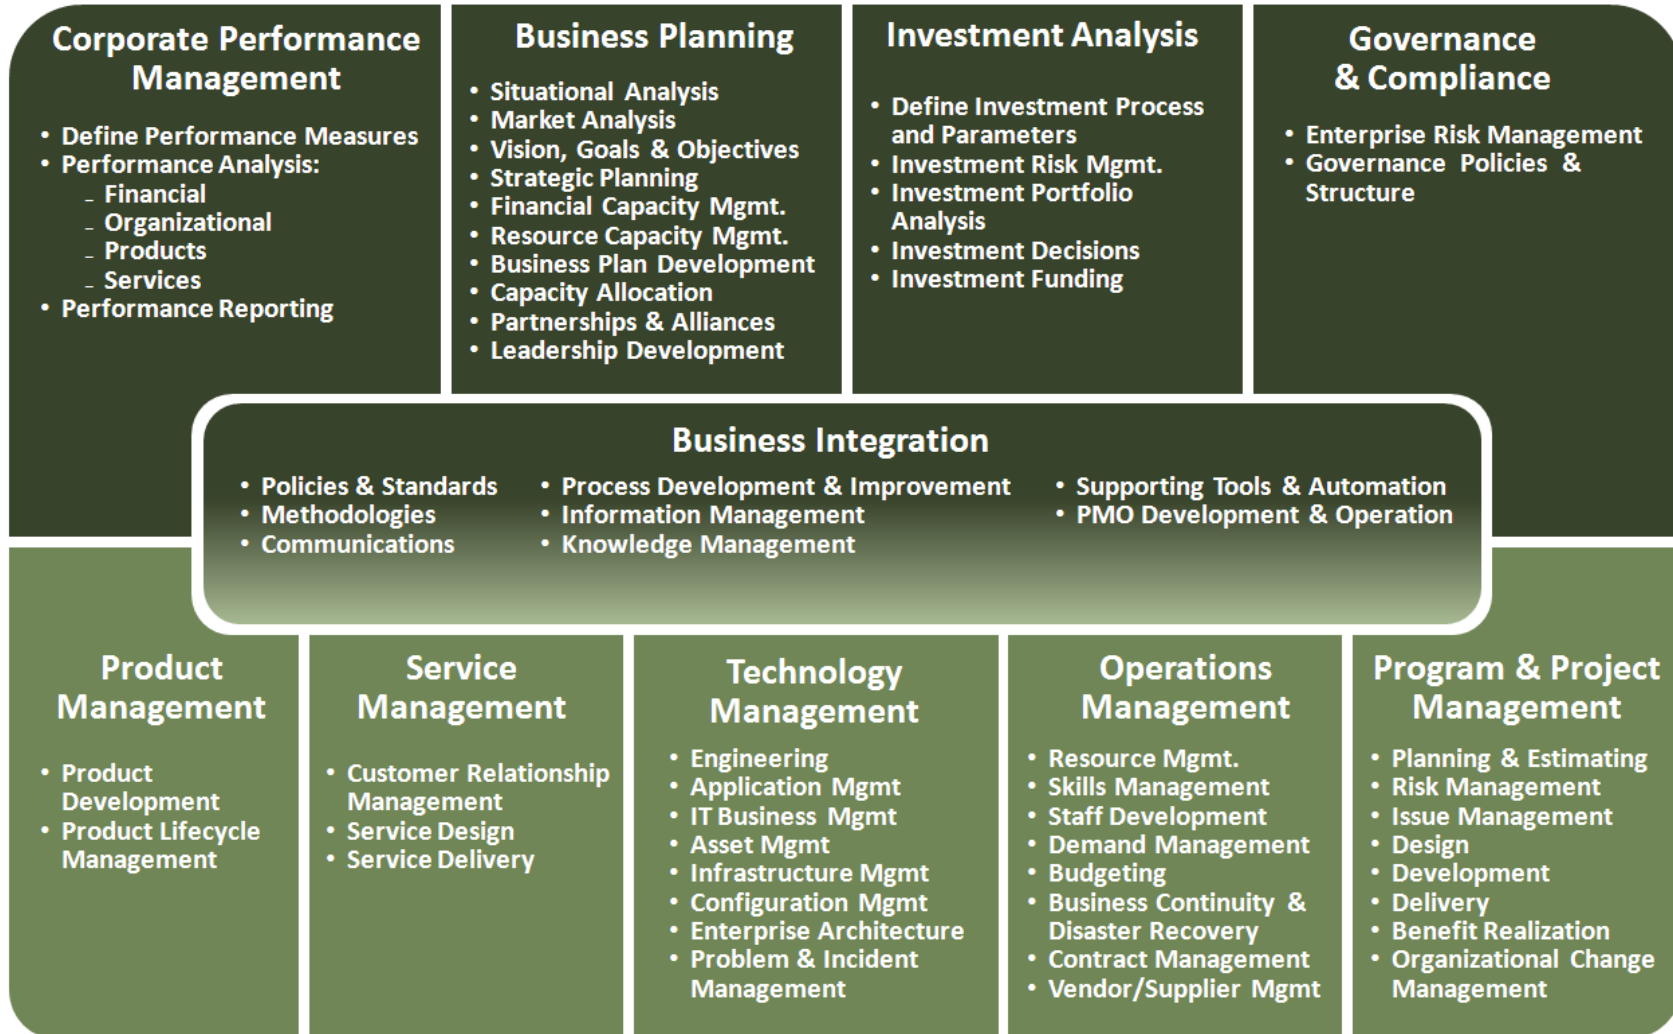 Corporate Performance
Management
• Define Performance Measures
• Performance Analysis:
- Financial
- Organizational
- Products
- Services
• Performance Reporting
Business Planning
• Situational Analysis
• Market Analysis
• Vision, Goals & Objectives
• Strategic Planning
• Financial Capacity Mgmt.
• Resource Capacity Mgmt.
• Business Plan Development
• Capacity Allocation
• Partnerships & Alliances
• Leadership Development
Investment Analysis
• Define Investment Process
and Parameters
• Investment Risk Mgmt.
• Investment Portfolio
Analysis
• Investment Decisions
• Investment Funding
Governance
& Compliance
• Enterprise Risk Management
• Governance Policies &
Structure
Business Integration
• Policies & Standards
• Methodologies
• Communications
• Process Development & Improvement
• Information Management
• Knowledge Management
• Supporting Tools & Automation
• PMO Development & Operation
Product
Management
• Product
Development
• Product Lifecycle
Management
Service
Management
• Customer Relationship
Management
• Service Design
• Service Delivery
Technology
Management
• Engineering
• Application Mgmt
• IT Business Mgmt
• Asset Mgmt
• Infrastructure Mgmt
• Configuration Mgmt
• Enterprise Architecture
• Problem & Incident
Management
Operations
Management
• Resource Mgmt.
• Skills Management
• Staff Development
• Demand Management
• Budgeting
• Business Continuity &
Disaster Recovery
• Contract Management
• Vendor/Supplier Mgmt
Program & Project
Management
• Planning & Estimating
• Risk Management
• Issue Management
• Design
• Development
• Delivery
• Benefit Realization
• Organizational Change
Management